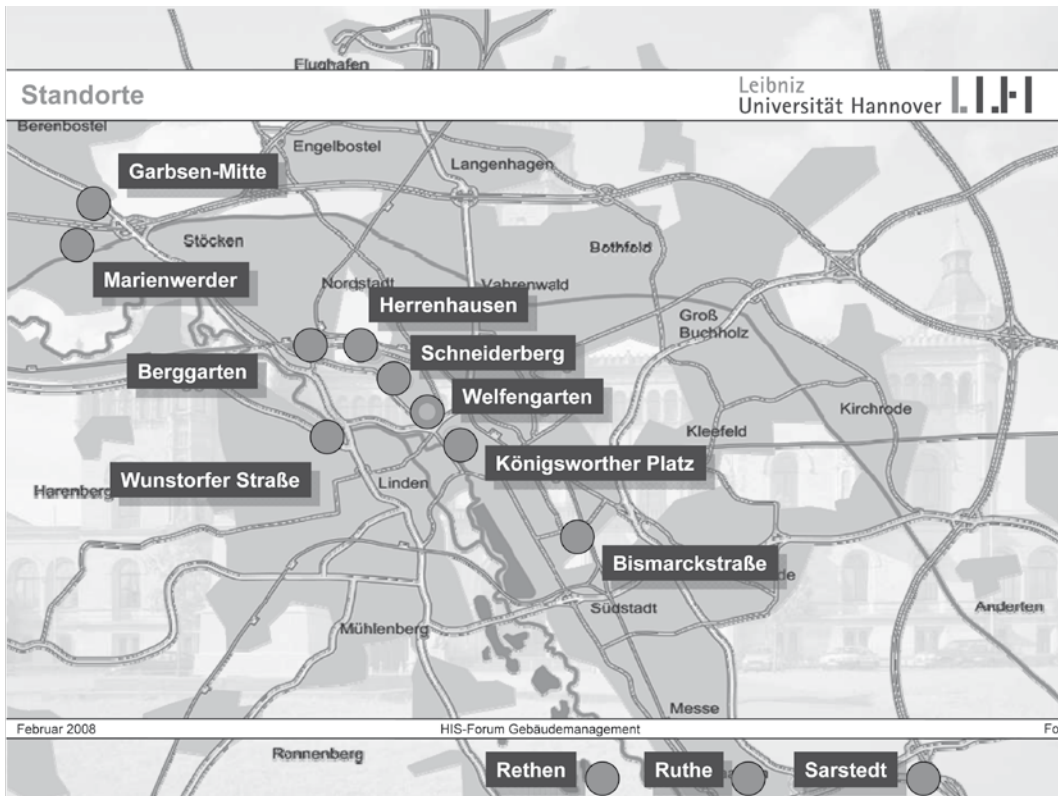 Flughafen
Standorte
Leibniz
Universität Hannover
Berenbostel
Engelbostel
Langenhagen
Garbsen-Mitte
Stöcken
Bothfeld
Marienwerder
Nordstadt
Vahrenwald
Herrenhausen
Groß
Buchholz
Schneiderberg
Berggarten
Welfengarten
Kirchrode
Kleefeld
Königsworther Platz
Wunstorfer Straße
Linden
Harenberg
Bismarckstraße
Südstadt
Anderten
Mühlenberg
Messe
Februar 2008
HIS-Forum Gebäudemanagement
Fo
Ronnenberg
Rethen
Ruthe
Sarstedt